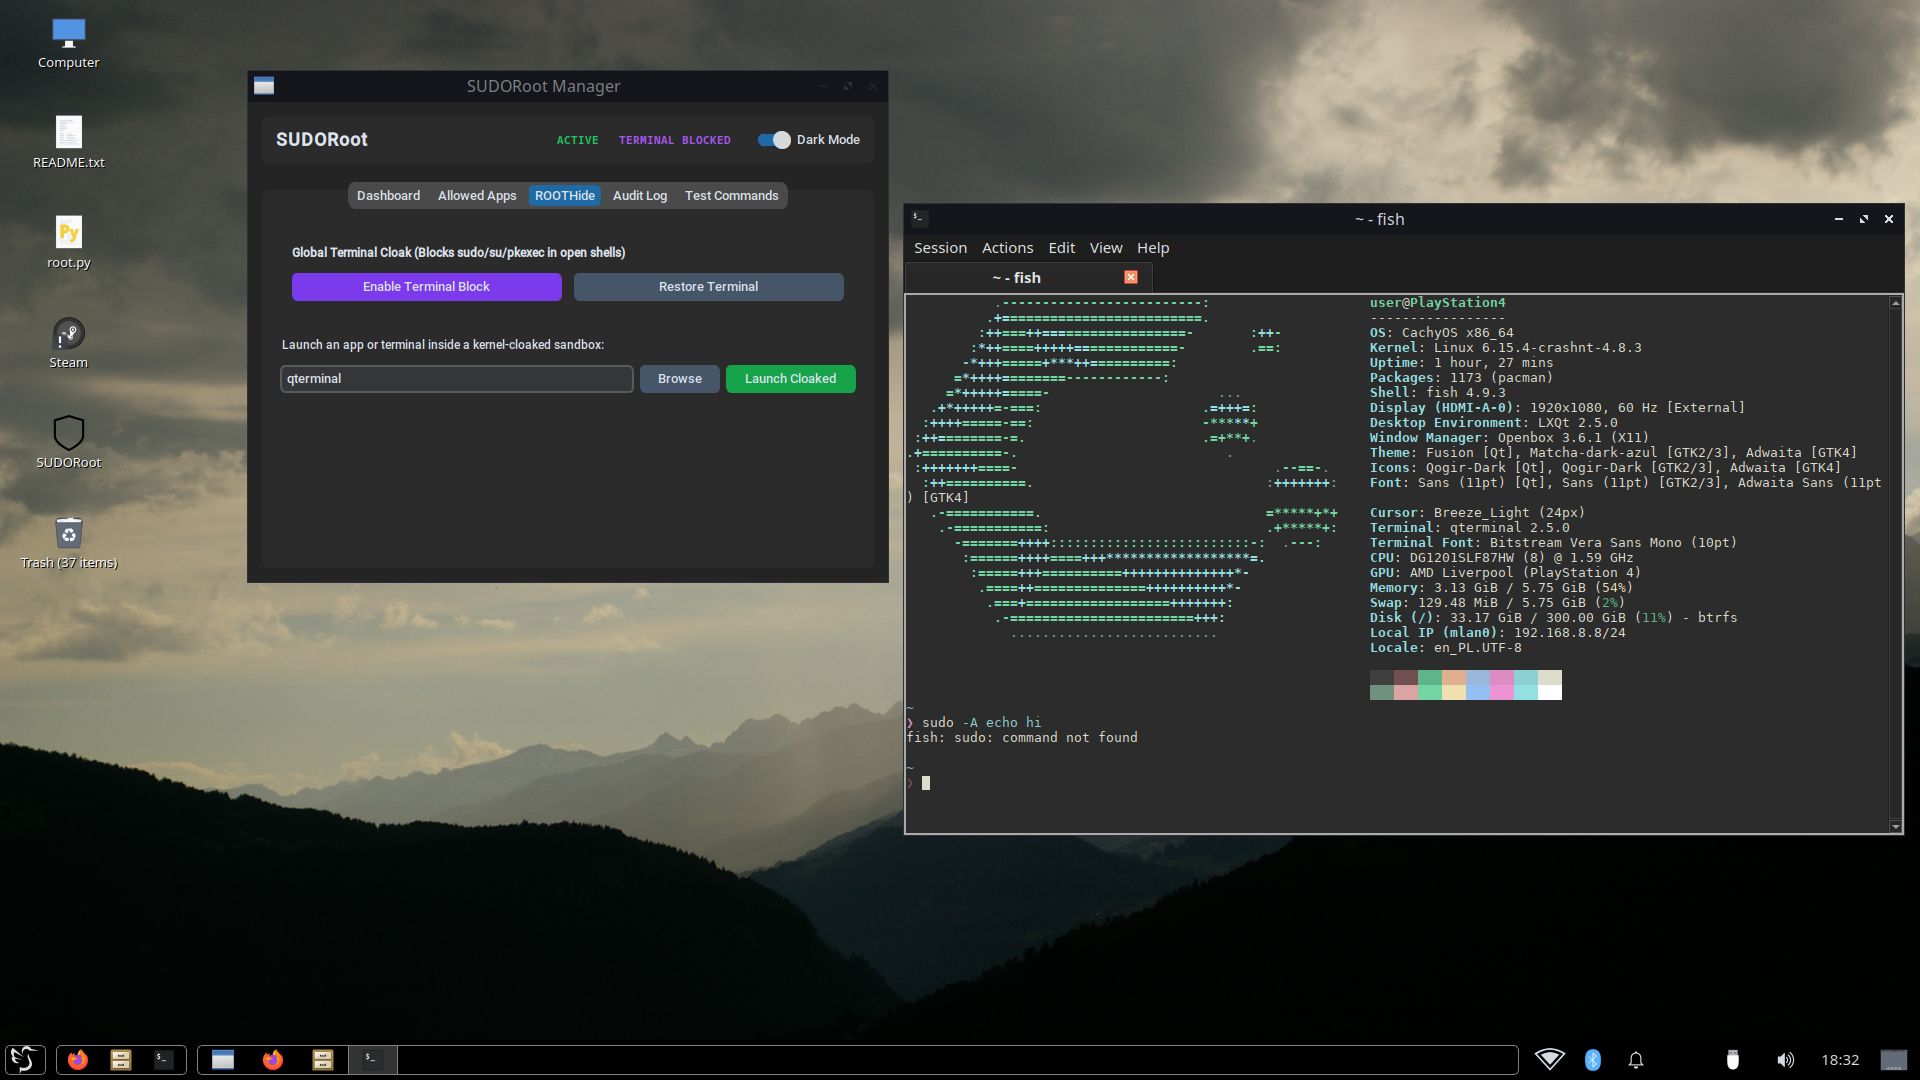 Computer
README.txt
Py
root.py
Steam
SUDORoot
Trash (37 items)
SUDORoot Manager
SUDORoot
ACTIVE
TERMINAL BLOCKED
Dark Mode
Dashboard
Allowed Apps
ROOTHide
Audit Log
Test Commands
Global Terminal Cloak (Blocks sudo/su/pkexec in open shells)
Enable Terminal Block
Restore Terminal
Launch an app or terminal inside a kernel-cloaked sandbox:
qterminal
Browse
Launch Cloaked
~ - fish
Session
Actions
Edit
View
Help
~ - fish
user@PlayStation4
-----------------
OS: CachyOS x86_64
Kernel: Linux 6.15.4-crashnt-4.8.3
Uptime: 1 hour, 27 mins
Packages: 1173 (pacman)
Shell: fish 4.9.3
Display (HDMI-A-0): 1920x1080, 60 Hz [External]
Desktop Environment: LXQt 2.5.0
Window Manager: Openbox 3.6.1 (X11)
Theme: Fusion [Qt], Matcha-dark-azul [GTK2/3], Adwaita [GTK4]
Icons: Qogir-Dark [Qt], Qogir-Dark [GTK2/3], Adwaita [GTK4]
Font: Sans (11pt) [Qt], Sans (11pt) [GTK2/3], Adwaita Sans (11pt
) [GTK4]
Cursor: Breeze_Light (24px)
Terminal: qterminal 2.5.0
Terminal Font: Bitstream Vera Sans Mono (10pt)
CPU: DG1201SLF87HW (8) @ 1.59 GHz
GPU: AMD Liverpool (PlayStation 4)
Memory: 3.13 GiB / 5.75 GiB (54%)
Swap: 129.48 MiB / 5.75 GiB (2%)
Disk (/): 33.17 GiB / 300.00 GiB (11%) - btrfs
Local IP (mlan0): 192.168.8.8/24
Locale: en_PL.UTF-8
~
❯ sudo -A echo hi
fish: sudo: command not found
~
❯
18:32